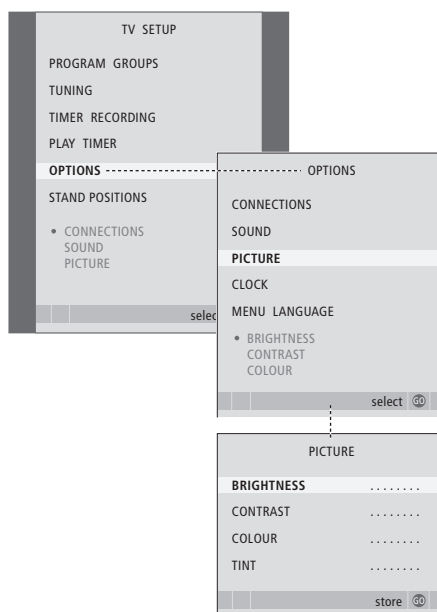 TV SETUP
PROGRAM GROUPS
TUNING
TIMER RECORDING
PLAY TIMER
OPTIONS
STAND POSITIONS
• CONNECTIONS
SOUND
PICTURE
selec
OPTIONS
CONNECTIONS
SOUND
PICTURE
CLOCK
MENU LANGUAGE
• BRIGHTNESS
CONTRAST
COLOUR
select GO
PICTURE
BRIGHTNESS ........
CONTRAST ........
COLOUR ........
TINT ........
store GO